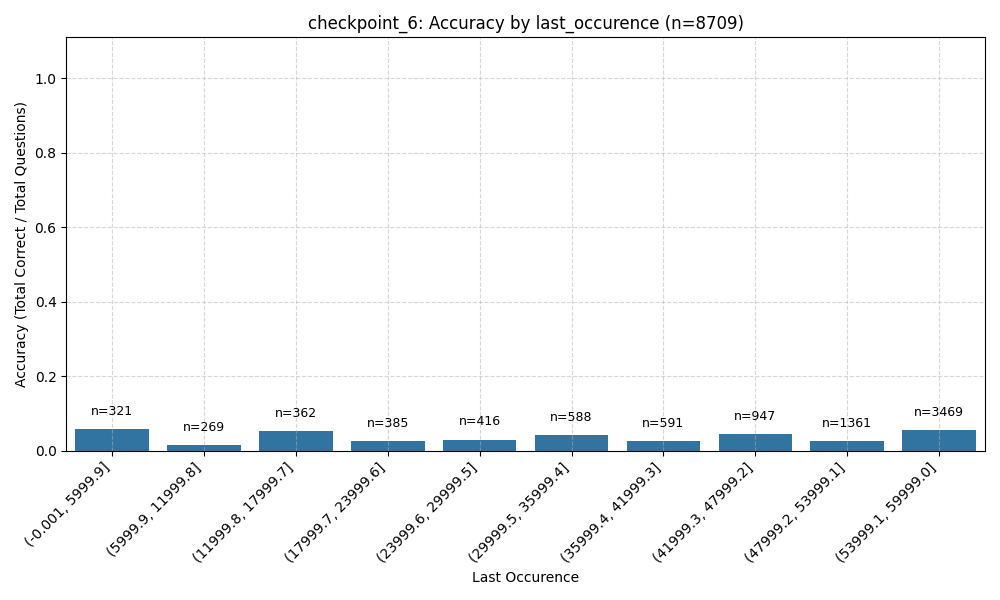 checkpoint_6: Accuracy by last_occurence (n=8709)
Accuracy (Total Correct / Total Questions)
1.0
0.8
0.6
0.4
0.2
0.0
n=321
n=269
n=362
n=385
n=416
n=588
n=591
n=947
n=1361
n=3469
(-0.001, 5999.9]
(5999.9, 11999.8]
(11999.8, 17999.7]
(17999.7, 23999.6]
(23999.6, 29999.5]
(29999.5, 35999.4]
(35999.4, 41999.3]
(41999.3, 47999.2]
(47999.2, 53999.1]
(53999.1, 59999.0]
Last Occurence